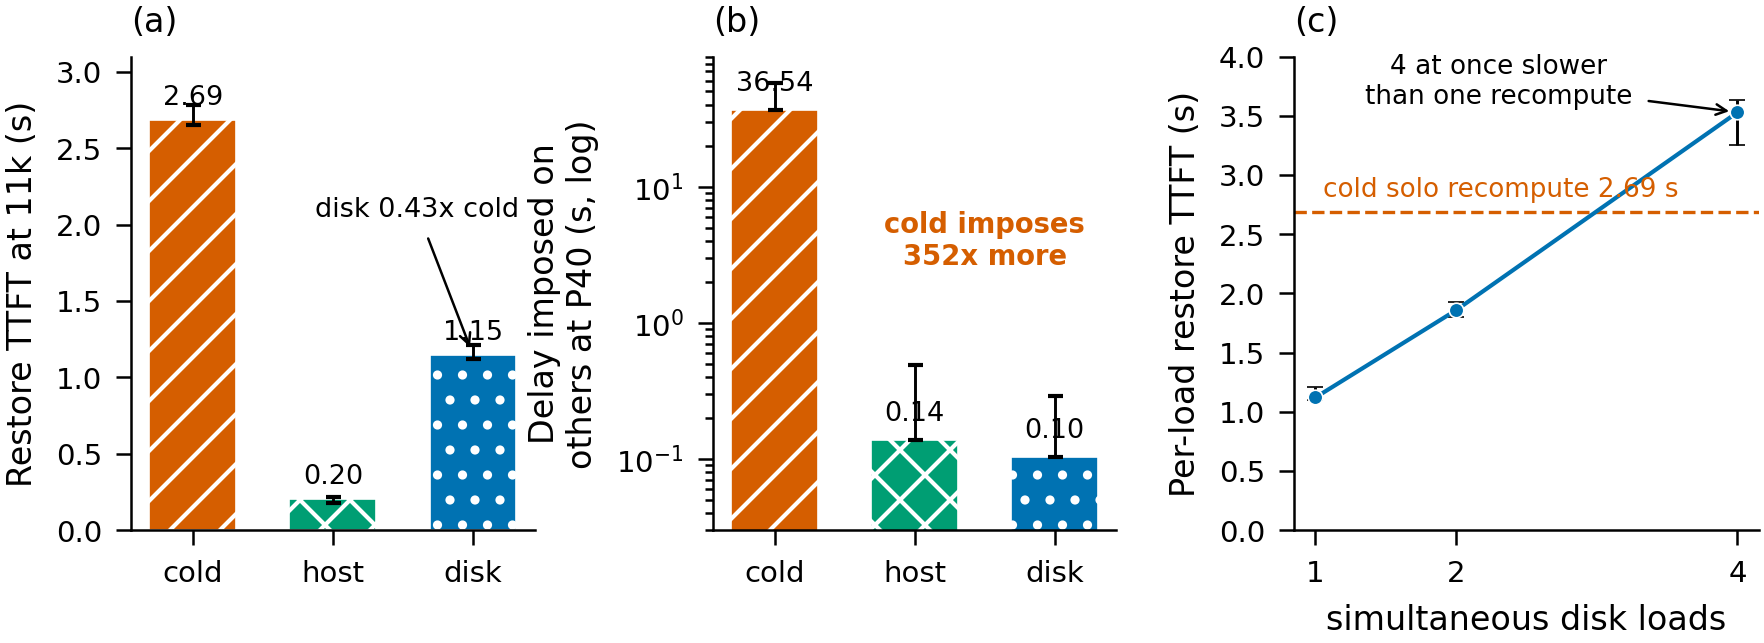 (a)
Restore TTFT at 11k (s)
3.0
2.5
2.0
1.5
1.0
0.5
0.0
2.69
0.20
1.15
disk 0.43x cold
cold
host
disk
(b)
Delay imposed on
others at P40 (s, log)
10¹
10⁰
10⁻¹
36.54
0.14
0.10
cold imposes
352x more
cold
host
disk
(c)
Per-load restore TTFT (s)
4.0
3.5
3.0
2.5
2.0
1.5
1.0
0.5
0.0
4 at once slower
than one recompute
cold solo recompute 2.69 s
1
2
4
simultaneous disk loads